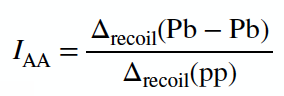 I_AA = Δ_recoil(Pb − Pb) / Δ_recoil(pp)